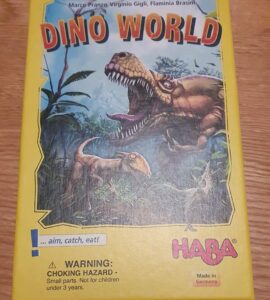 Marco Pranzo, Virginio Gigli, Flaminia Brasini
DINO WORLD
! ... aim, catch, eat!
HABA
Made in
Germany
⚠ WARNING:
CHOKING HAZARD -
Small parts. Not for children
under 3 years.